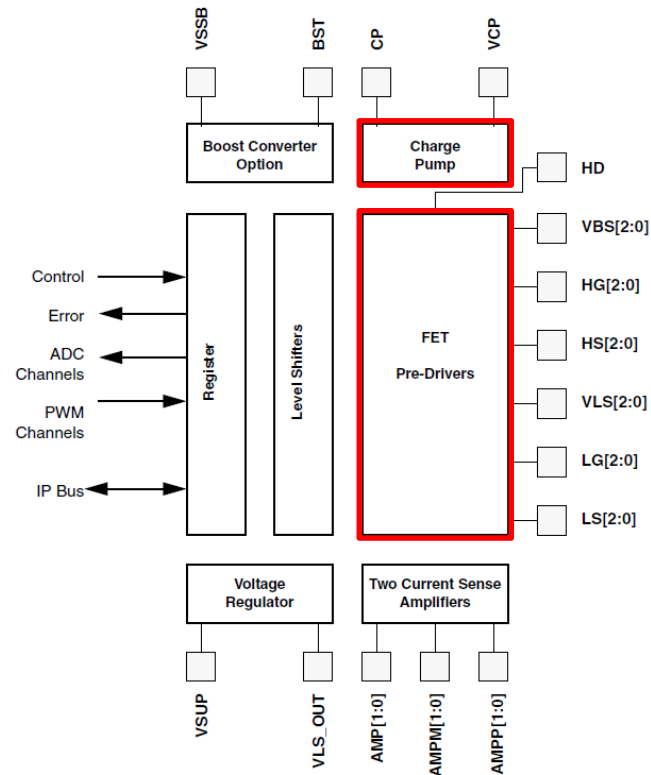 VSSB
BST
CP
VCP
Boost Converter
Option
Charge
Pump
HD
VBS[2:0]
HG[2:0]
HS[2:0]
VLS[2:0]
LG[2:0]
LS[2:0]
Control
Error
ADC
Channels
PWM
Channels
IP Bus
Register
Level Shifters
FET
Pre-Drivers
Voltage
Regulator
Two Current Sense
Amplifiers
VSUP
VLS_OUT
AMP[1:0]
AMPM[1:0]
AMPP[1:0]